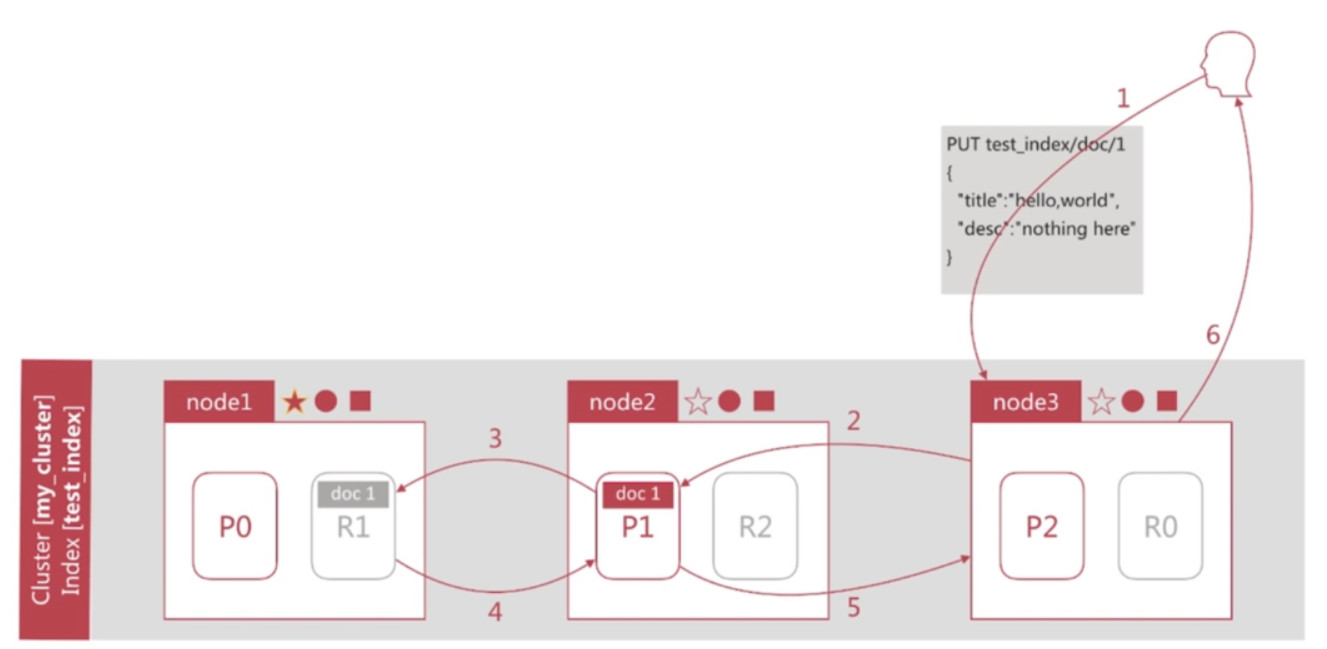 1
PUT test_index/doc/1
{
"title":"hello,world",
"desc":"nothing here"
}
6
Cluster [my_cluster]
Index [test_index]
node1
node2
node3
3
2
doc 1
doc 1
P0
R1
P1
R2
P2
R0
4
5